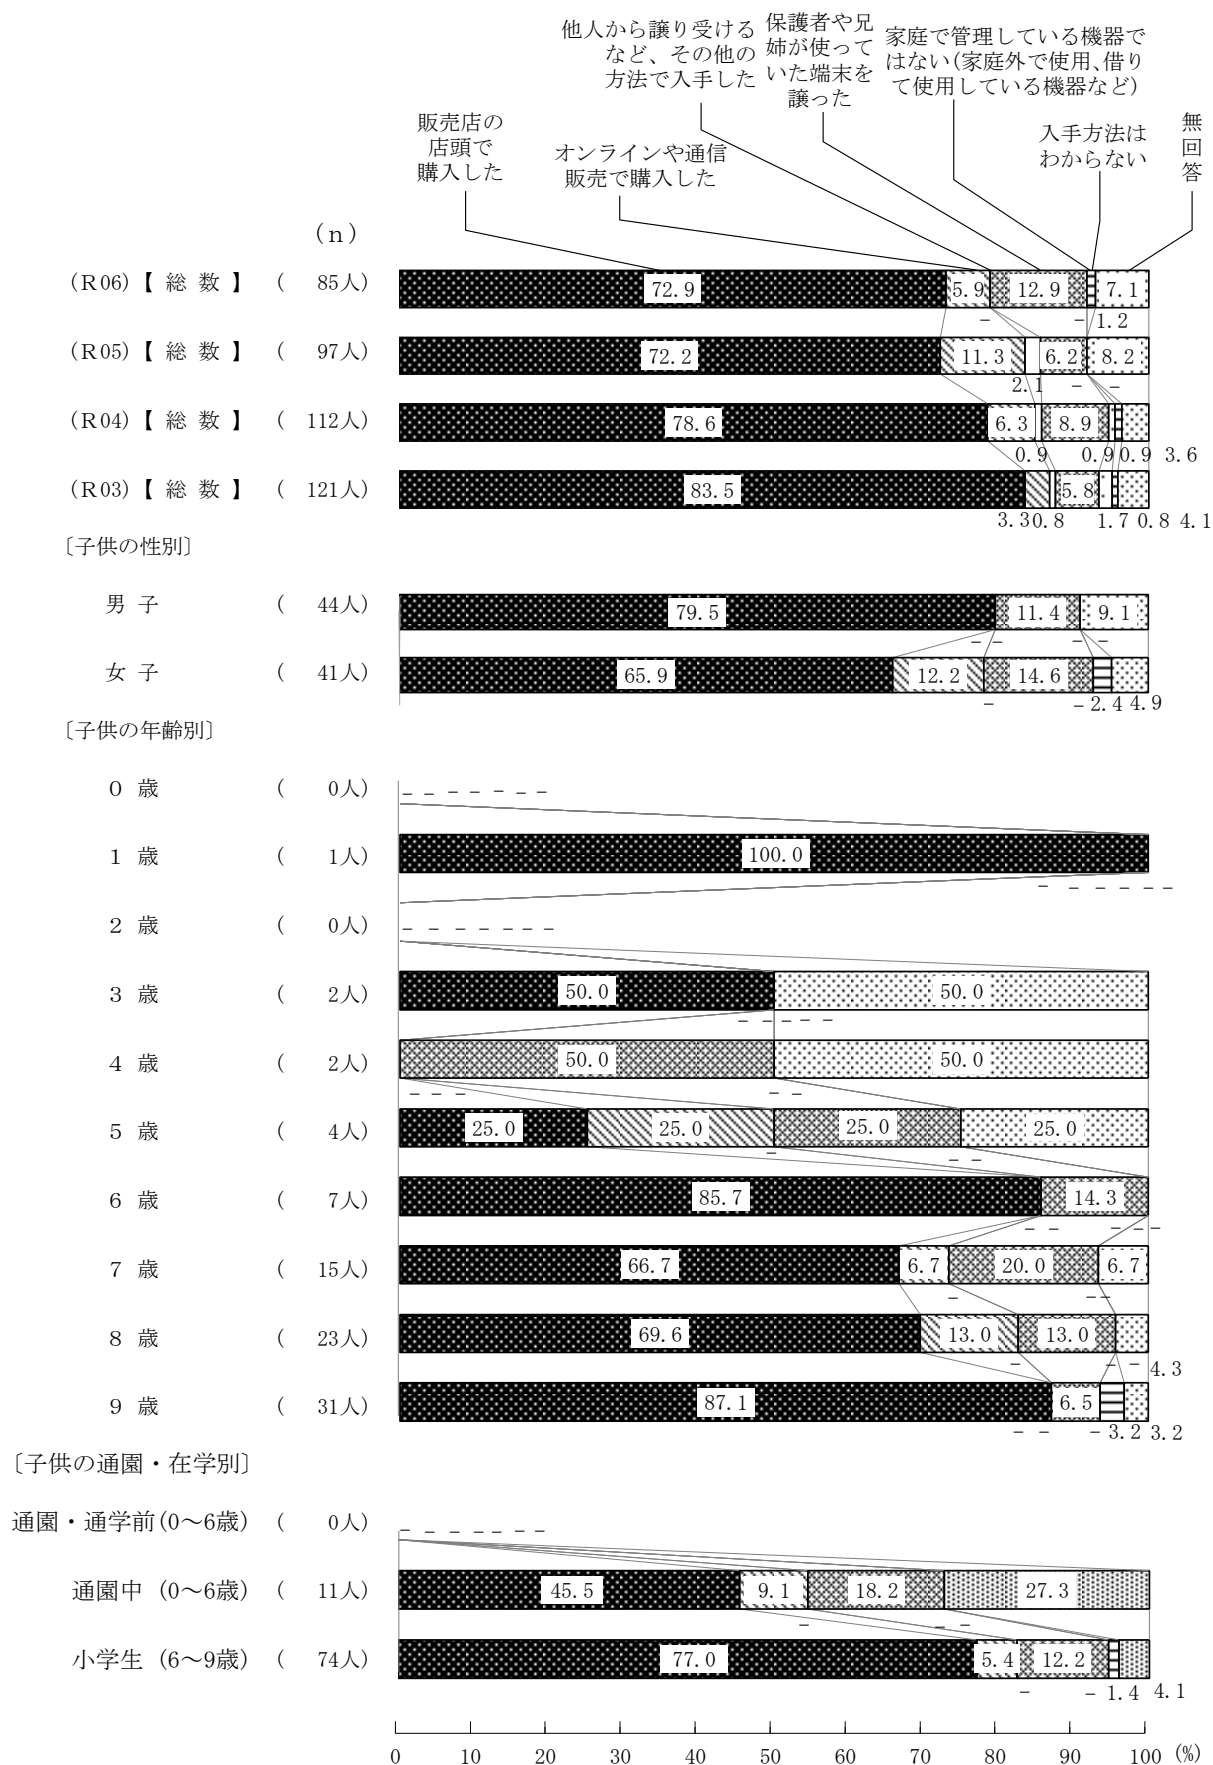 他人から譲り受ける
など、その他の
方法で入手した
保護者や兄
姉が使って
いた端末を
譲った
家庭で管理している機器で
はない(家庭外で使用、借り
て使用している機器など)
販売店の
店頭で
購入した
オンラインや通信
販売で購入した
入手方法は
わからない
無
回
答
(n)
(R06)【 総 数 】 ( 85人) 72.9 5.9 12.9 7.1
- - 1.2
(R05)【 総 数 】 ( 97人) 72.2 11.3 6.2 8.2
2.1 - -
(R04)【 総 数 】 ( 112人) 78.6 6.3 8.9
0.9 0.9 0.9 3.6
(R03)【 総 数 】 ( 121人) 83.5 5.8
3.3 0.8 1.7 0.8 4.1
〔子供の性別〕
男 子 ( 44人) 79.5 11.4 9.1
- - - -
女 子 ( 41人) 65.9 12.2 14.6
- - 2.4 4.9
〔子供の年齢別〕
0 歳 ( 0人) - - - - - - -
1 歳 ( 1人) 100.0
- - - - - -
2 歳 ( 0人) - - - - - - -
3 歳 ( 2人) 50.0 50.0
- - - - -
4 歳 ( 2人) 50.0 50.0
- - - - -
5 歳 ( 4人) 25.0 25.0 25.0 25.0
- - -
6 歳 ( 7人) 85.7 14.3
- - - - -
7 歳 ( 15人) 66.7 6.7 20.0 6.7
- - -
8 歳 ( 23人) 69.6 13.0 13.0
- - - 4.3
9 歳 ( 31人) 87.1 6.5
- - - 3.2 3.2
〔子供の通園・在学別〕
通園・通学前(0～6歳) ( 0人) - - - - - - -
通園中 (0～6歳) ( 11人) 45.5 9.1 18.2 27.3
- - -
小学生 (6～9歳) ( 74人) 77.0 5.4 12.2
- - 1.4 4.1
0 10 20 30 40 50 60 70 80 90 100 (%)